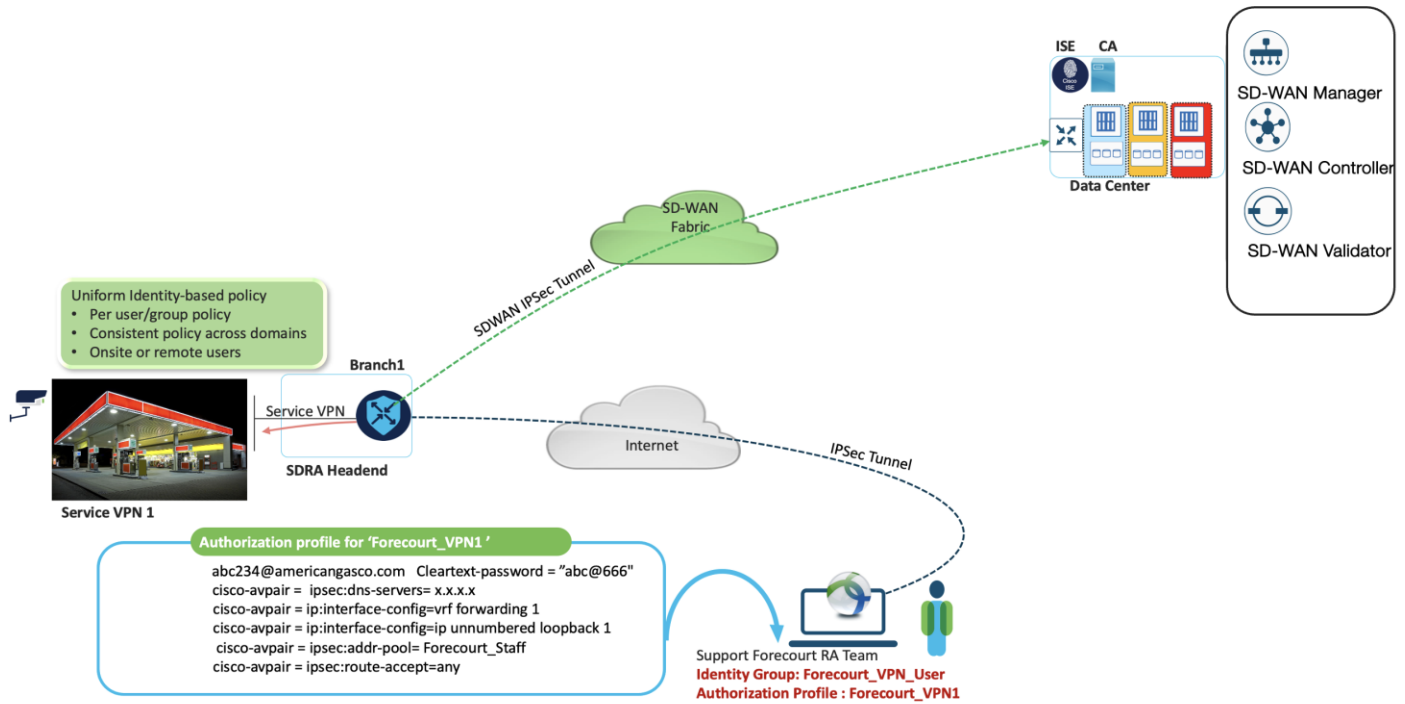 ISE CA
Cisco
ISE
Data Center
SD-WAN Manager
SD-WAN Controller
SD-WAN Validator
SD-WAN
Fabric
SDWAN IPSec Tunnel
Uniform Identity-based policy
• Per user/group policy
• Consistent policy across domains
• Onsite or remote users
Branch1
Service VPN
SDRA Headend
Service VPN 1
Internet
IPSec Tunnel
Authorization profile for ‘Forecourt_VPN1 ’
abc234@americangasco.com Cleartext-password = ”abc@666"
cisco-avpair = ipsec:dns-servers= x.x.x.x
cisco-avpair = ip:interface-config=vrf forwarding 1
cisco-avpair = ip:interface-config=ip unnumbered loopback 1
cisco-avpair = ipsec:addr-pool= Forecourt_Staff
cisco-avpair = ipsec:route-accept=any
Support Forecourt RA Team
Identity Group: Forecourt_VPN_User
Authorization Profile : Forecourt_VPN1